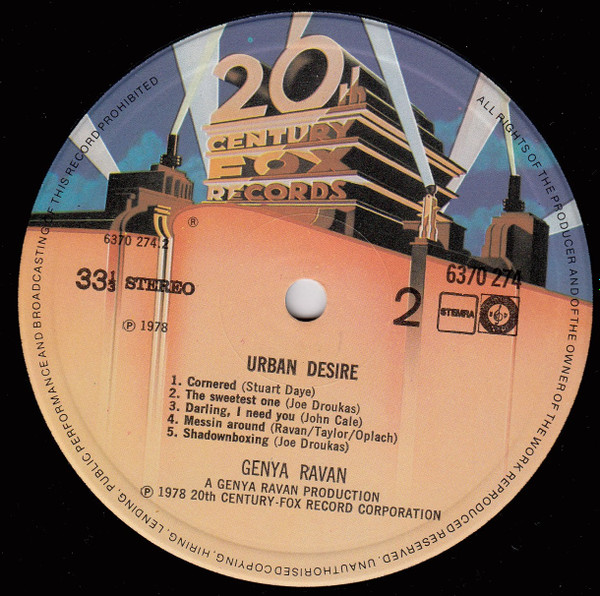 20th
CENTURY
FOX
RECORDS
®
6370 274.2
33⅓ STEREO
℗ 1978
6370 274
2
STEMRA
URBAN DESIRE
1. Cornered (Stuart Daye)
2. The sweetest one (Joe Droukas)
3. Darling, I need you (John Cale)
4. Messin around (Ravan/Taylor/Oplach)
5. Shadownboxing (Joe Droukas)
GENYA RAVAN
A GENYA RAVAN PRODUCTION
℗ 1978 20th CENTURY-FOX RECORD CORPORATION
ALL RIGHTS OF THE PRODUCER AND OF THE OWNER OF THE WORK REPRODUCED RESERVED. UNAUTHORISED COPYING, HIRING, LENDING, PUBLIC PERFORMANCE AND BROADCASTING OF THIS RECORD PROHIBITED